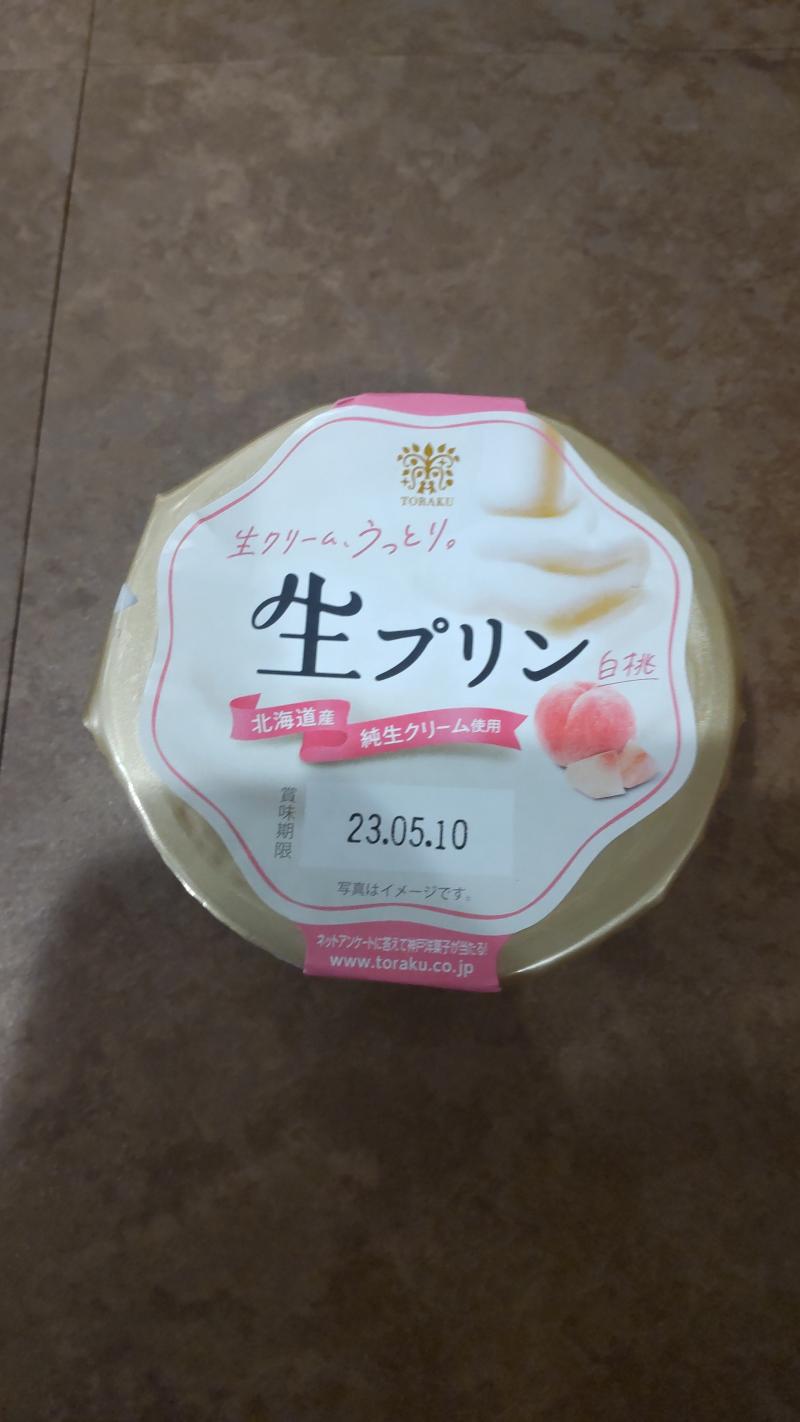 TORAKU
生クリーム、うっとり。
生プリン
白桃
北海道産
純生クリーム使用
賞味期限
23.05.10
写真はイメージです。
ネットアンケートに答えて神戸洋菓子が当たる!
www.toraku.co.jp